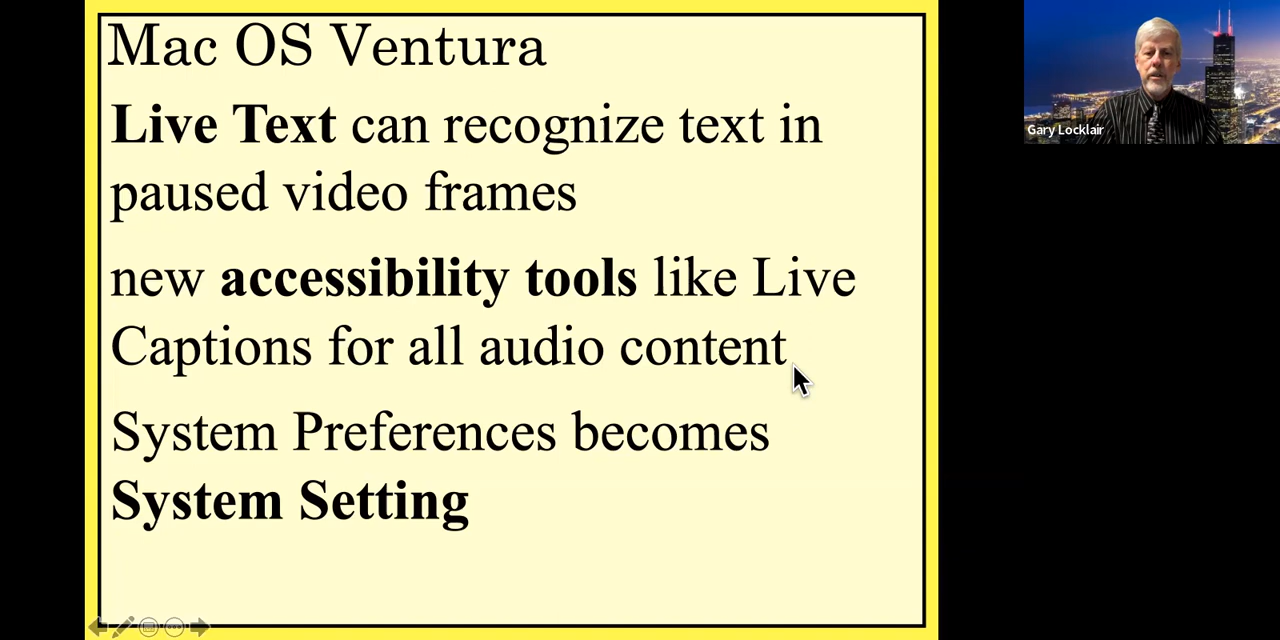 Mac OS Ventura
Live Text can recognize text in
paused video frames
new accessibility tools like Live
Captions for all audio content
System Preferences becomes
System Setting
Gary Locklair